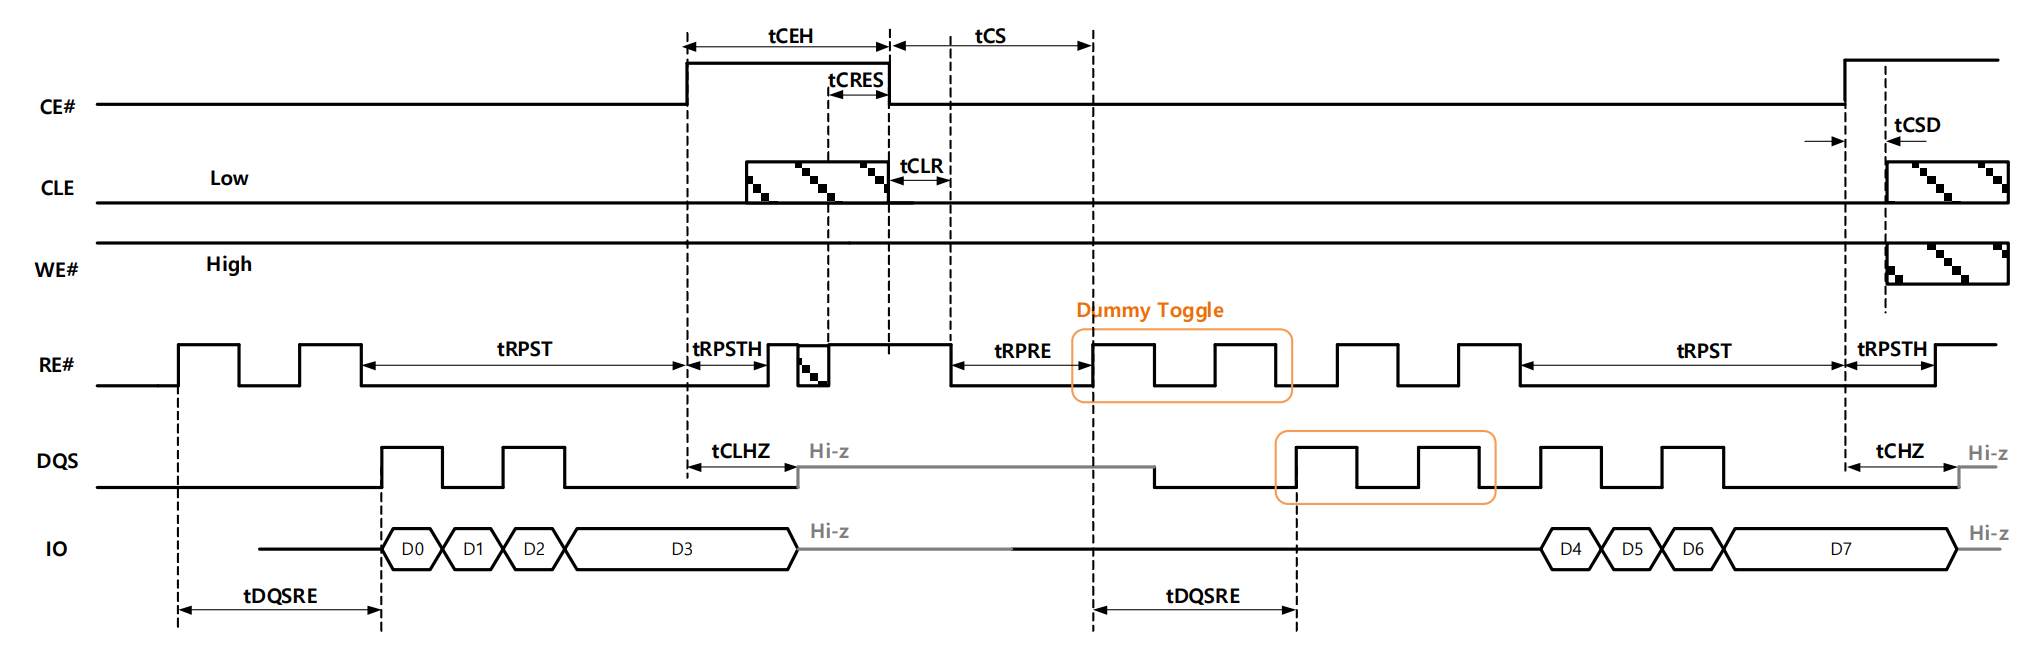 tCEH
tCS
tCRES
CE#
tCSD
tCLR
Low
CLE
High
WE#
Dummy Toggle
tRPST
tRPSTH
tRPRE
tRPST
tRPSTH
RE#
tCLHZ
Hi-z
tCHZ
Hi-z
DQS
Hi-z
Hi-z
IO
D0
D1
D2
D3
D4
D5
D6
D7
tDQSRE
tDQSRE